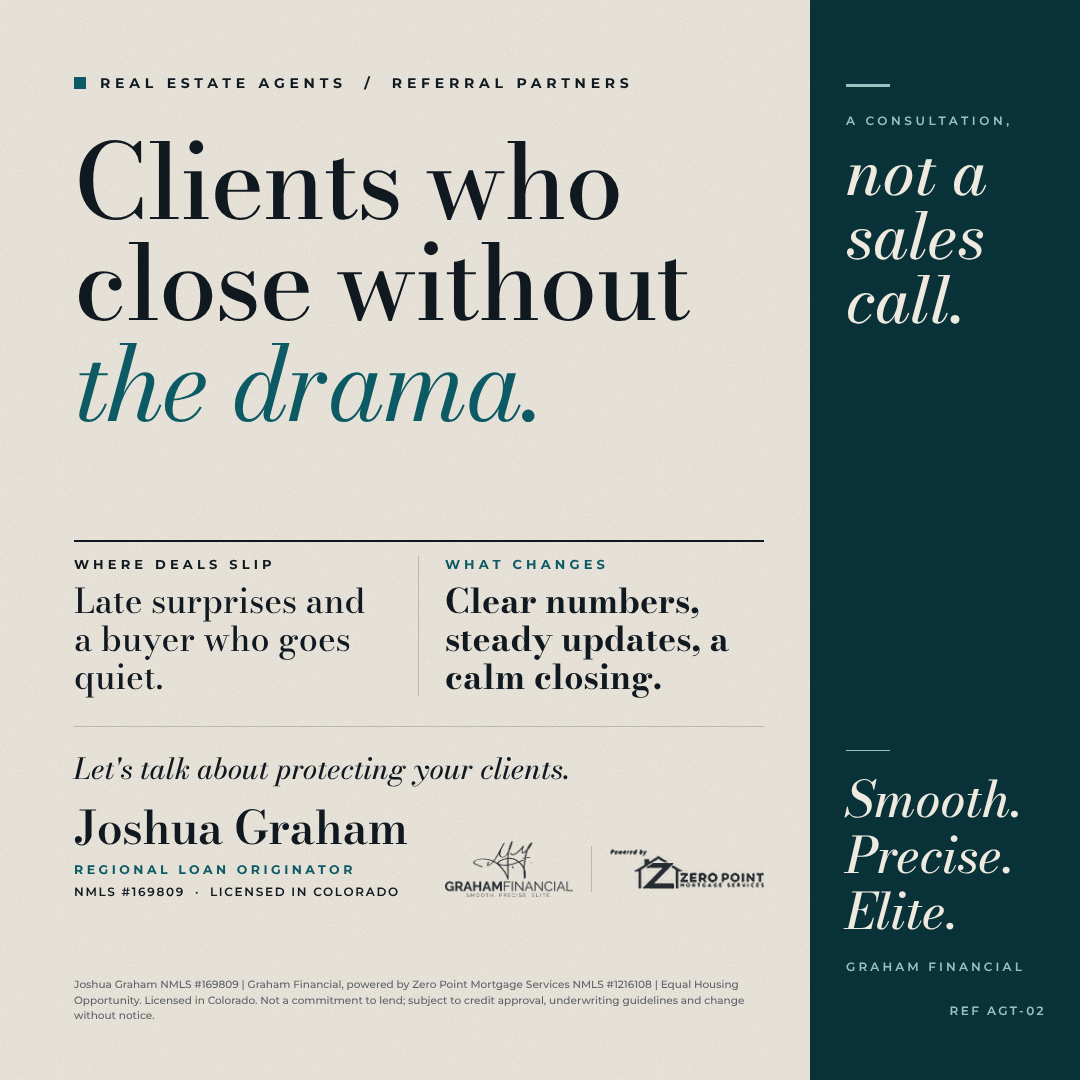 REAL ESTATE AGENTS / REFERRAL PARTNERS
Clients who
close without
the drama.
WHERE DEALS SLIP
Late surprises and
a buyer who goes
quiet.
WHAT CHANGES
Clear numbers,
steady updates, a
calm closing.
Let's talk about protecting your clients.
Joshua Graham
REGIONAL LOAN ORIGINATOR
NMLS #169809 · LICENSED IN COLORADO
GRAHAMFINANCIAL
SMOOTH. PRECISE. ELITE.
Powered by
ZERO POINT
MORTGAGE SERVICES
Joshua Graham NMLS #169809 | Graham Financial, powered by Zero Point Mortgage Services NMLS #1216108 | Equal Housing
Opportunity. Licensed in Colorado. Not a commitment to lend; subject to credit approval, underwriting guidelines and change
without notice.
A CONSULTATION,
not a
sales
call.
Smooth.
Precise.
Elite.
GRAHAM FINANCIAL
REF AGT-02